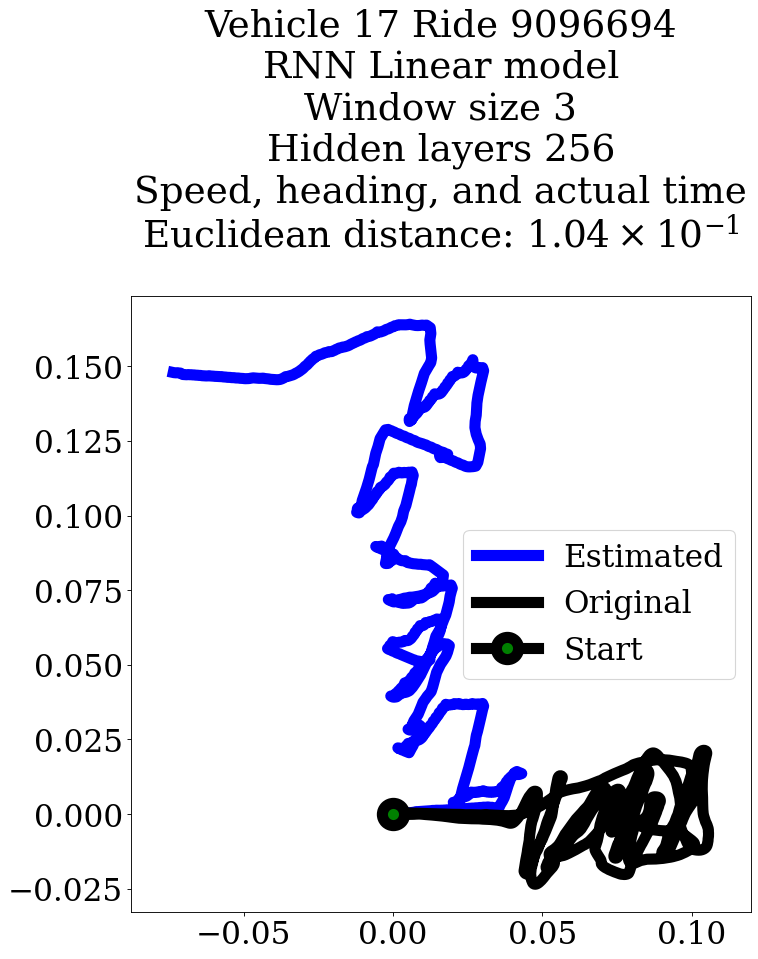 Vehicle 17 Ride 9096694
RNN Linear model
Window size 3
Hidden layers 256
Speed, heading, and actual time
Euclidean distance: 1.04 × 10⁻¹
0.150
0.125
0.100
0.075
0.050
0.025
0.000
−0.025
Estimated
Original
Start
−0.05 0.00 0.05 0.10